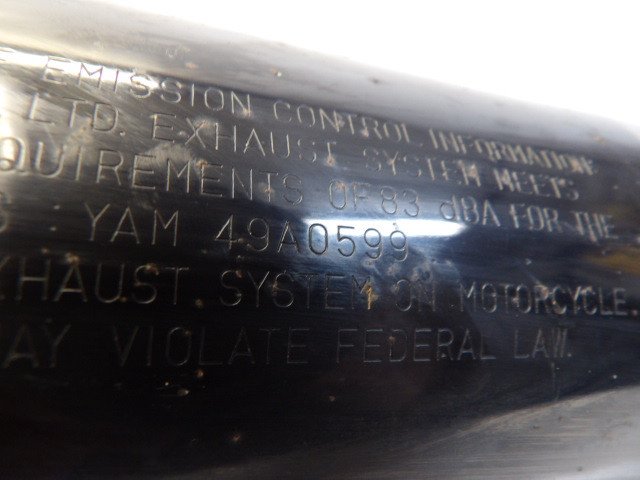 EMISSION CONTROL INFORMATION
LTD. EXHAUST SYSTEM MEETS
QUIREMENTS OF 83 dBA FOR THE
S YAM 49A0599
XHAUST SYSTEM ON MOTORCYCLE.
AY VIOLATE FEDERAL LAW.